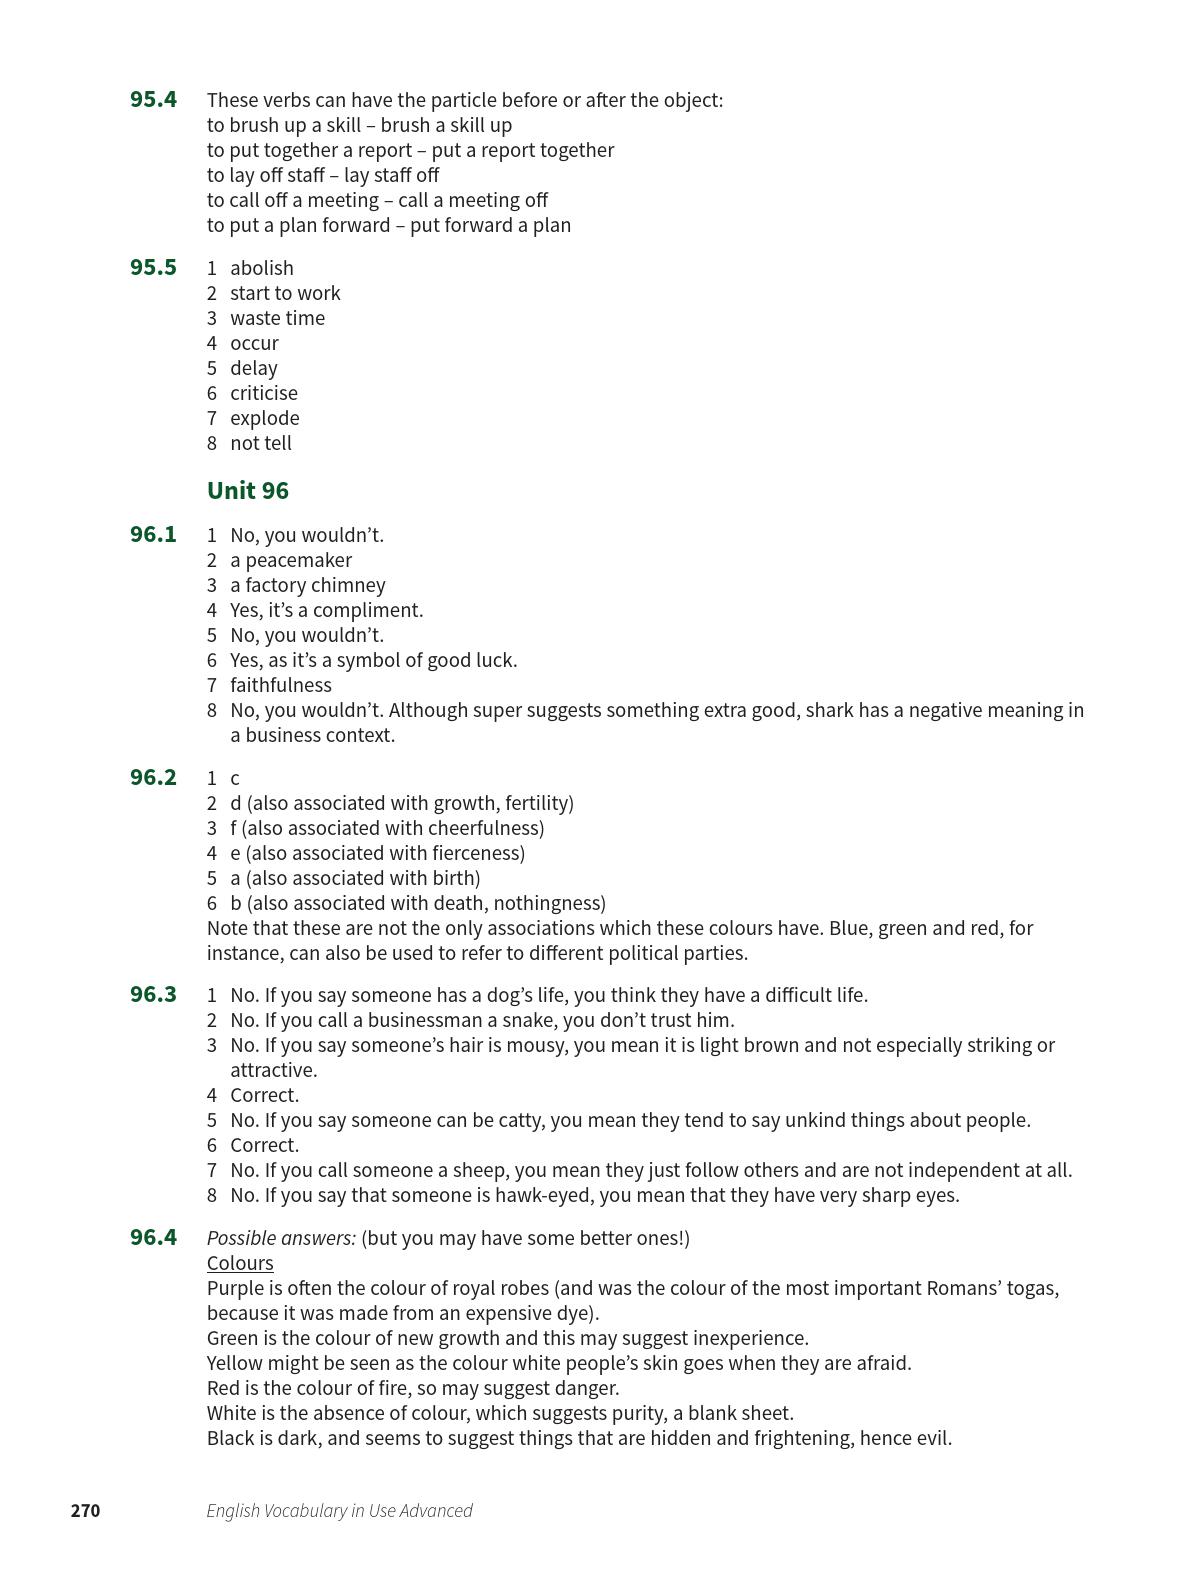 95.4 These verbs can have the particle before or after the object:
to brush up a skill – brush a skill up
to put together a report – put a report together
to lay off staff – lay staff off
to call off a meeting – call a meeting off
to put a plan forward – put forward a plan
95.5 1 abolish
2 start to work
3 waste time
4 occur
5 delay
6 criticise
7 explode
8 not tell
Unit 96
96.1 1 No, you wouldn’t.
2 a peacemaker
3 a factory chimney
4 Yes, it’s a compliment.
5 No, you wouldn’t.
6 Yes, as it’s a symbol of good luck.
7 faithfulness
8 No, you wouldn’t. Although super suggests something extra good, shark has a negative meaning in
a business context.
96.2 1 c
2 d (also associated with growth, fertility)
3 f (also associated with cheerfulness)
4 e (also associated with fierceness)
5 a (also associated with birth)
6 b (also associated with death, nothingness)
Note that these are not the only associations which these colours have. Blue, green and red, for
instance, can also be used to refer to different political parties.
96.3 1 No. If you say someone has a dog’s life, you think they have a difficult life.
2 No. If you call a businessman a snake, you don’t trust him.
3 No. If you say someone’s hair is mousy, you mean it is light brown and not especially striking or
attractive.
4 Correct.
5 No. If you say someone can be catty, you mean they tend to say unkind things about people.
6 Correct.
7 No. If you call someone a sheep, you mean they just follow others and are not independent at all.
8 No. If you say that someone is hawk-eyed, you mean that they have very sharp eyes.
96.4 Possible answers: (but you may have some better ones!)
Colours
Purple is often the colour of royal robes (and was the colour of the most important Romans’ togas,
because it was made from an expensive dye).
Green is the colour of new growth and this may suggest inexperience.
Yellow might be seen as the colour white people’s skin goes when they are afraid.
Red is the colour of fire, so may suggest danger.
White is the absence of colour, which suggests purity, a blank sheet.
Black is dark, and seems to suggest things that are hidden and frightening, hence evil.
270 English Vocabulary in Use Advanced